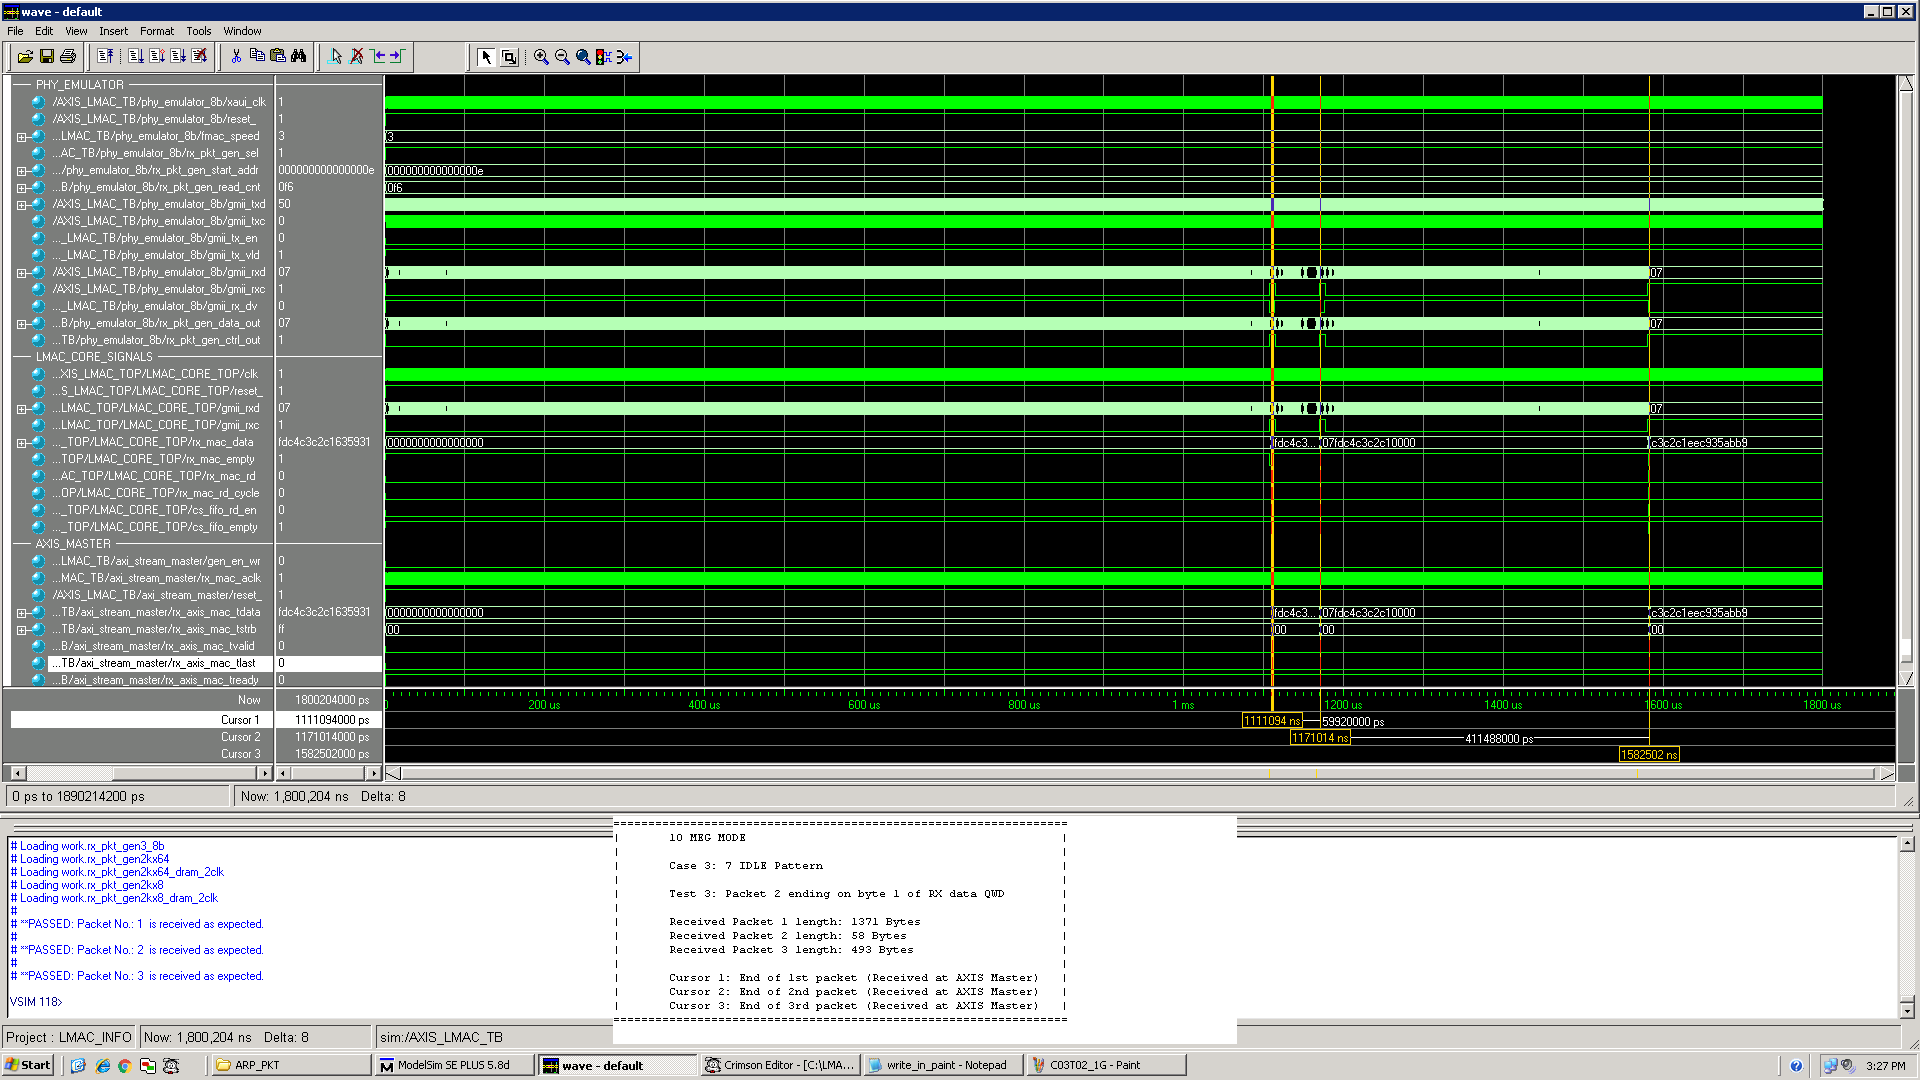 wave - default
File Edit View Insert Format Tools Window
PHY_EMULATOR
/AXIS_LMAC_TB/phy_emulator_8b/xaui_clk 1
/AXIS_LMAC_TB/phy_emulator_8b/reset_ 1
...LMAC_TB/phy_emulator_8b/fmac_speed 3 3
...AC_TB/phy_emulator_8b/rx_pkt_gen_sel 1
.../phy_emulator_8b/rx_pkt_gen_start_addr 000000000000000e 000000000000000e
...B/phy_emulator_8b/rx_pkt_gen_read_cnt 0f6 0f6
/AXIS_LMAC_TB/phy_emulator_8b/gmii_txd 50
/AXIS_LMAC_TB/phy_emulator_8b/gmii_txc 0
..._LMAC_TB/phy_emulator_8b/gmii_tx_en 0
..._LMAC_TB/phy_emulator_8b/gmii_tx_vld 1
/AXIS_LMAC_TB/phy_emulator_8b/gmii_rxd 07 07
/AXIS_LMAC_TB/phy_emulator_8b/gmii_rxc 1
..._LMAC_TB/phy_emulator_8b/gmii_rx_dv 0
...B/phy_emulator_8b/rx_pkt_gen_data_out 07 07
...TB/phy_emulator_8b/rx_pkt_gen_ctrl_out 1
LMAC_CORE_SIGNALS
...XIS_LMAC_TOP/LMAC_CORE_TOP/clk 1
...S_LMAC_TOP/LMAC_CORE_TOP/reset_ 1
...LMAC_TOP/LMAC_CORE_TOP/gmii_rxd 07 07
...LMAC_TOP/LMAC_CORE_TOP/gmii_rxc 1
..._TOP/LMAC_CORE_TOP/rx_mac_data fdc4c3c2c1635931 0000000000000000 fdc4c3... 07fdc4c3c2c10000 c3c2c1eec935abb9
...TOP/LMAC_CORE_TOP/rx_mac_empty 1
...AC_TOP/LMAC_CORE_TOP/rx_mac_rd 0
...OP/LMAC_CORE_TOP/rx_mac_rd_cycle 0
..._TOP/LMAC_CORE_TOP/cs_fifo_rd_en 0
..._TOP/LMAC_CORE_TOP/cs_fifo_empty 1
AXIS_MASTER
...LMAC_TB/axi_stream_master/gen_en_wr 0
...MAC_TB/axi_stream_master/rx_mac_aclk 1
/AXIS_LMAC_TB/axi_stream_master/reset_ 1
...TB/axi_stream_master/rx_axis_mac_tdata fdc4c3c2c1635931 0000000000000000 fdc4c3... 07fdc4c3c2c10000 c3c2c1eec935abb9
...TB/axi_stream_master/rx_axis_mac_tstrb ff 00 00 00 00
...B/axi_stream_master/rx_axis_mac_tvalid 0
...TB/axi_stream_master/rx_axis_mac_tlast 0
...B/axi_stream_master/rx_axis_mac_tready 0
Now 1800204000 ps 200 us 400 us 600 us 800 us 1 ms 1200 us 1400 us 1600 us 1800 us
Cursor 1 1111094000 ps 1111094 ns 59920000 ps
Cursor 2 1171014000 ps 1171014 ns 411488000 ps
Cursor 3 1582502000 ps 1582502 ns
0 ps to 1890214200 ps Now: 1,800,204 ns Delta: 8
# Loading work.rx_pkt_gen3_8b
# Loading work.rx_pkt_gen2kx64
# Loading work.rx_pkt_gen2kx64_dram_2clk
# Loading work.rx_pkt_gen2kx8
# Loading work.rx_pkt_gen2kx8_dram_2clk
#
# **PASSED: Packet No.: 1 is received as expected.
#
# **PASSED: Packet No.: 2 is received as expected.
#
# **PASSED: Packet No.: 3 is received as expected.
VSIM 118>
10 MEG MODE
Case 3: 7 IDLE Pattern
Test 3: Packet 2 ending on byte 1 of RX data QWD
Received Packet 1 length: 1371 Bytes
Received Packet 2 length: 58 Bytes
Received Packet 3 length: 493 Bytes
Cursor 1: End of 1st packet (Received at AXIS Master)
Cursor 2: End of 2nd packet (Received at AXIS Master)
Cursor 3: End of 3rd packet (Received at AXIS Master)
Project : LMAC_INFO Now: 1,800,204 ns Delta: 8 sim:/AXIS_LMAC_TB
Start ARP_PKT ModelSim SE PLUS 5.8d wave - default Crimson Editor - [C:\LMA... write_in_paint - Notepad C03T02_1G - Paint 3:27 PM